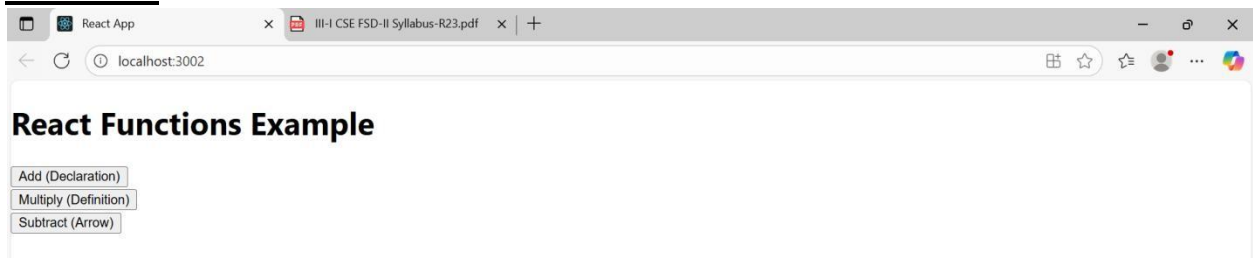 React App
III-I CSE FSD-II Syllabus-R23.pdf
localhost:3002
React Functions Example
Add (Declaration)
Multiply (Definition)
Subtract (Arrow)